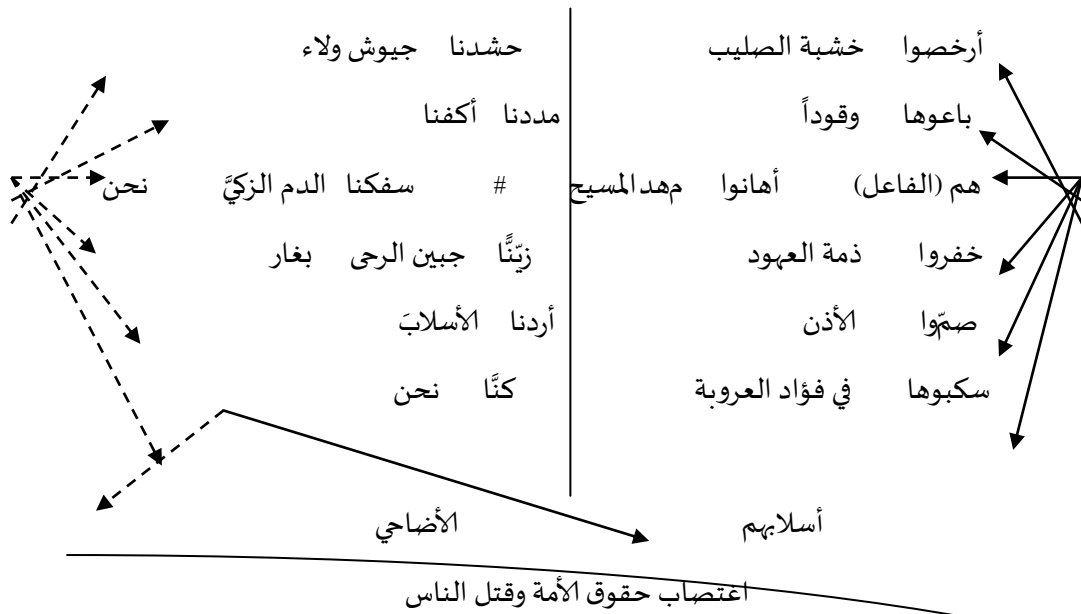 أرخصوا خشبة الصليب حشدنا جيوش ولاء
باعوها وقوداً مددنا أكفنا
هم (الفاعل) أهانوا مهد المسيح # سفكنا الدم الزكيَّ نحن
خفروا ذمة العهود زيّنًّا جبين الرحى بغار
صمّوا الأذن أردنا الأسلابَ
سكبوها في فؤاد العروبة كنَّا نحن
أسلابهم الأضاحي
اغتصاب حقوق الأمة وقتل الناس